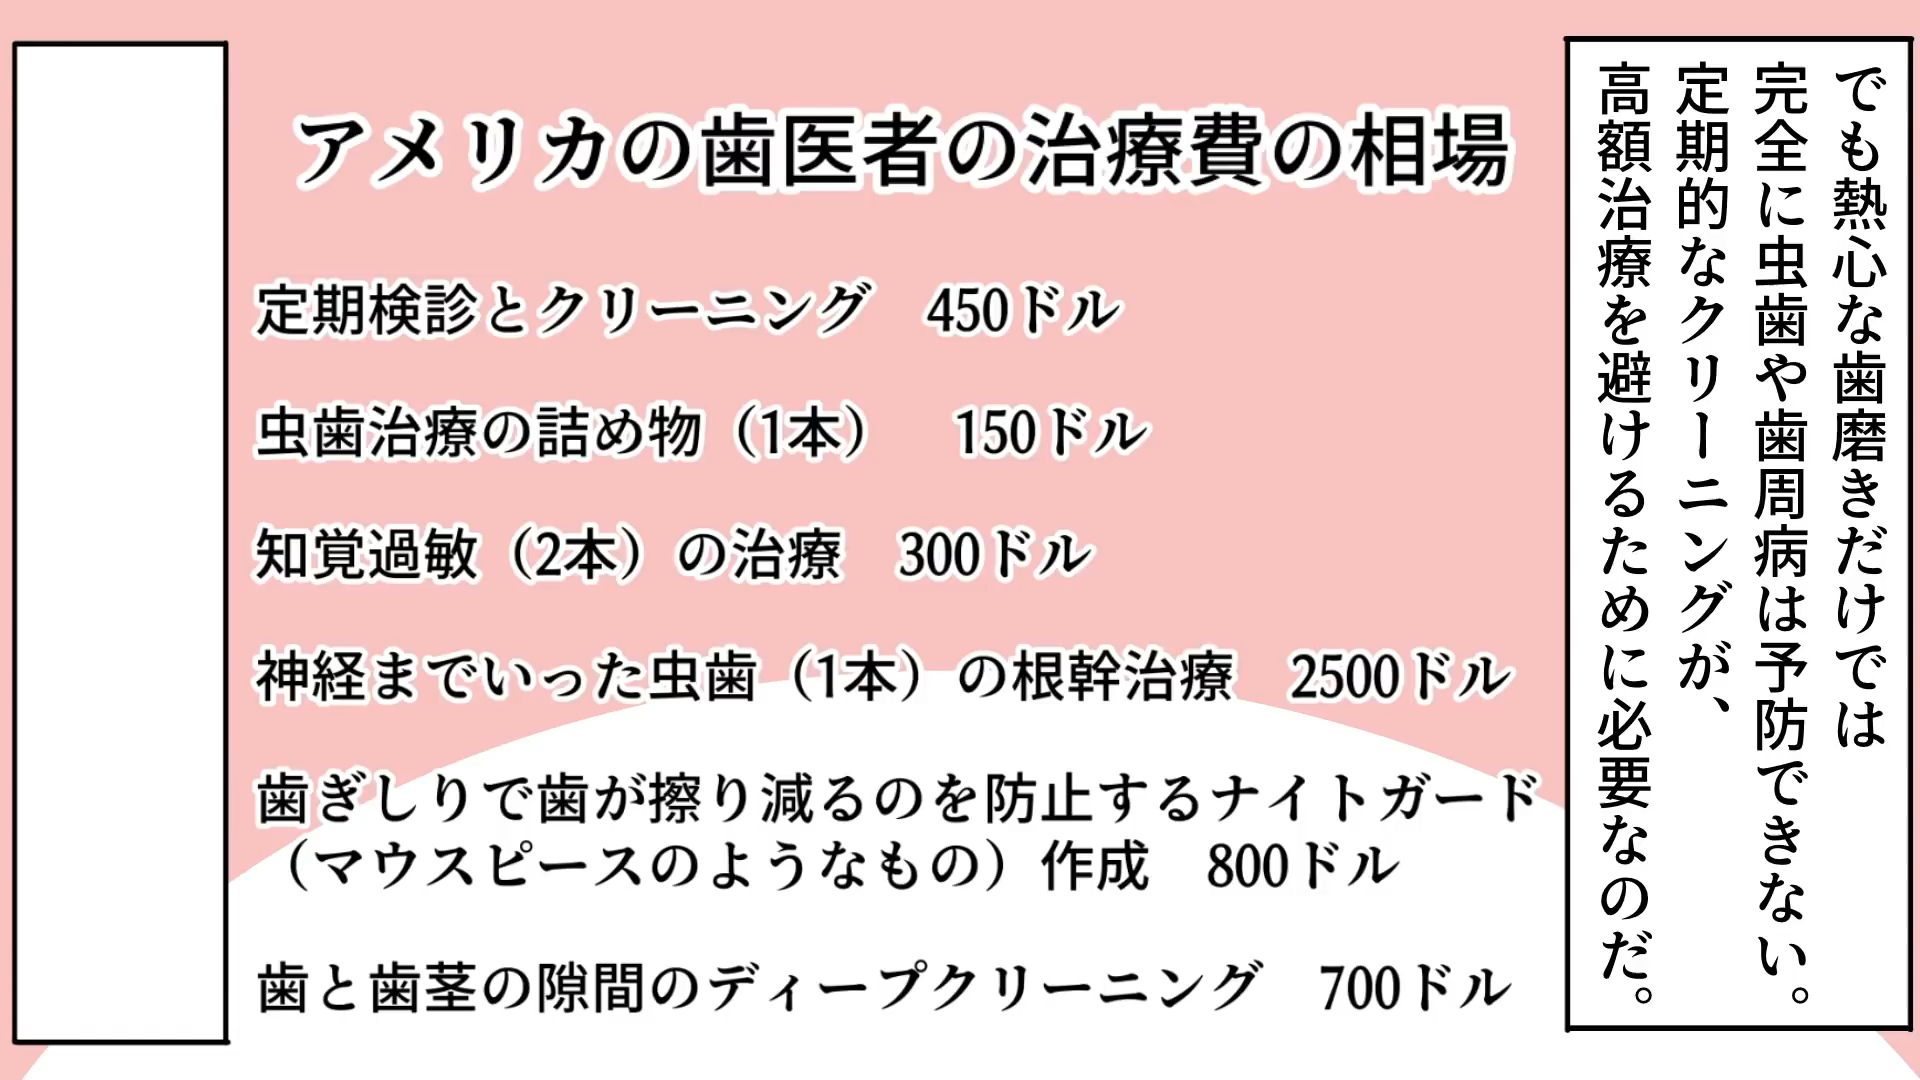 でも熱心な歯磨きだけでは
完全に虫歯や歯周病は予防できない。
定期的なクリーニングが、
高額治療を避けるために必要なのだ。
アメリカの歯医者の治療費の相場
定期検診とクリーニング　450ドル
虫歯治療の詰め物（1本）　150ドル
知覚過敏（2本）の治療　300ドル
神経までいった虫歯（1本）の根幹治療　2500ドル
歯ぎしりで歯が擦り減るのを防止するナイトガード
（マウスピースのようなもの）作成　800ドル
歯と歯茎の隙間のディープクリーニング　700ドル